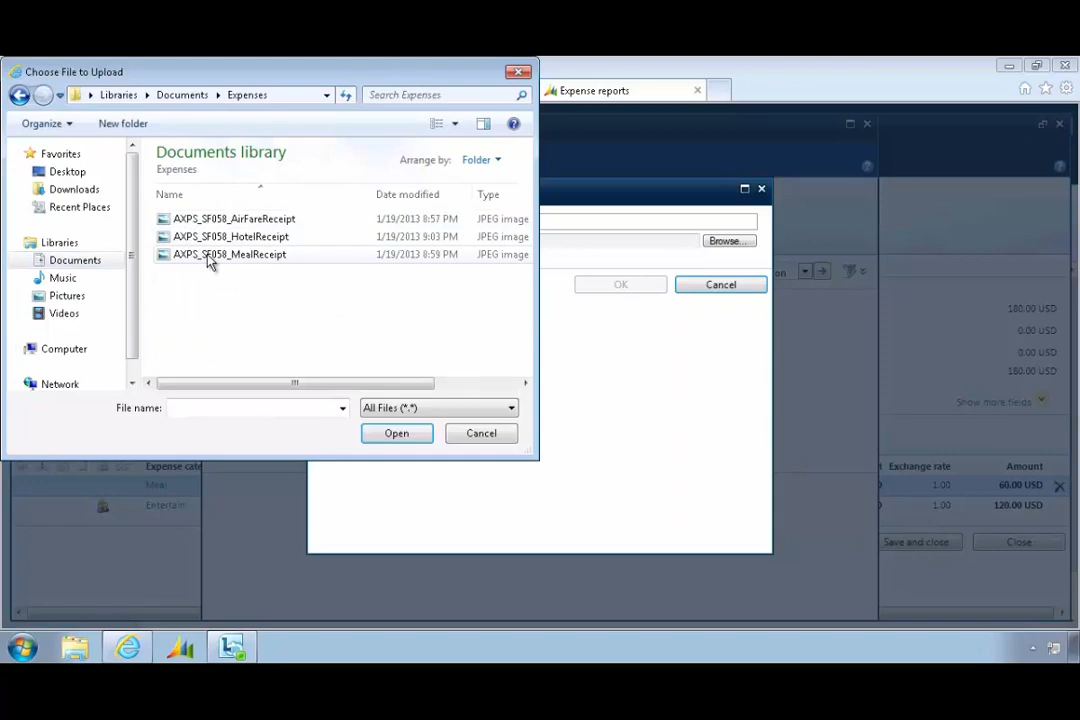 Choose File to Upload
Libraries
Documents
Expenses
Search Expenses
Expense reports
Organize
New folder
Favorites
Desktop
Downloads
Recent Places
Libraries
Documents
Music
Pictures
Videos
Computer
Network
Documents library
Expenses
Arrange by:
Folder
Name
Date modified
Type
AXPS_SF058_AirFareReceipt
1/19/2013 8:57 PM
JPEG image
AXPS_SF058_HotelReceipt
1/19/2013 9:03 PM
JPEG image
AXPS_SF058_MealReceipt
1/19/2013 8:59 PM
JPEG image
File name:
All Files (*.*)
Open
Cancel
Browse...
OK
Cancel
on
180.00 USD
0.00 USD
0.00 USD
180.00 USD
Show more fields
Expense cate
Exchange rate
Amount
Meal
1.00
60.00 USD
Entertain
1.00
120.00 USD
Save and close
Close